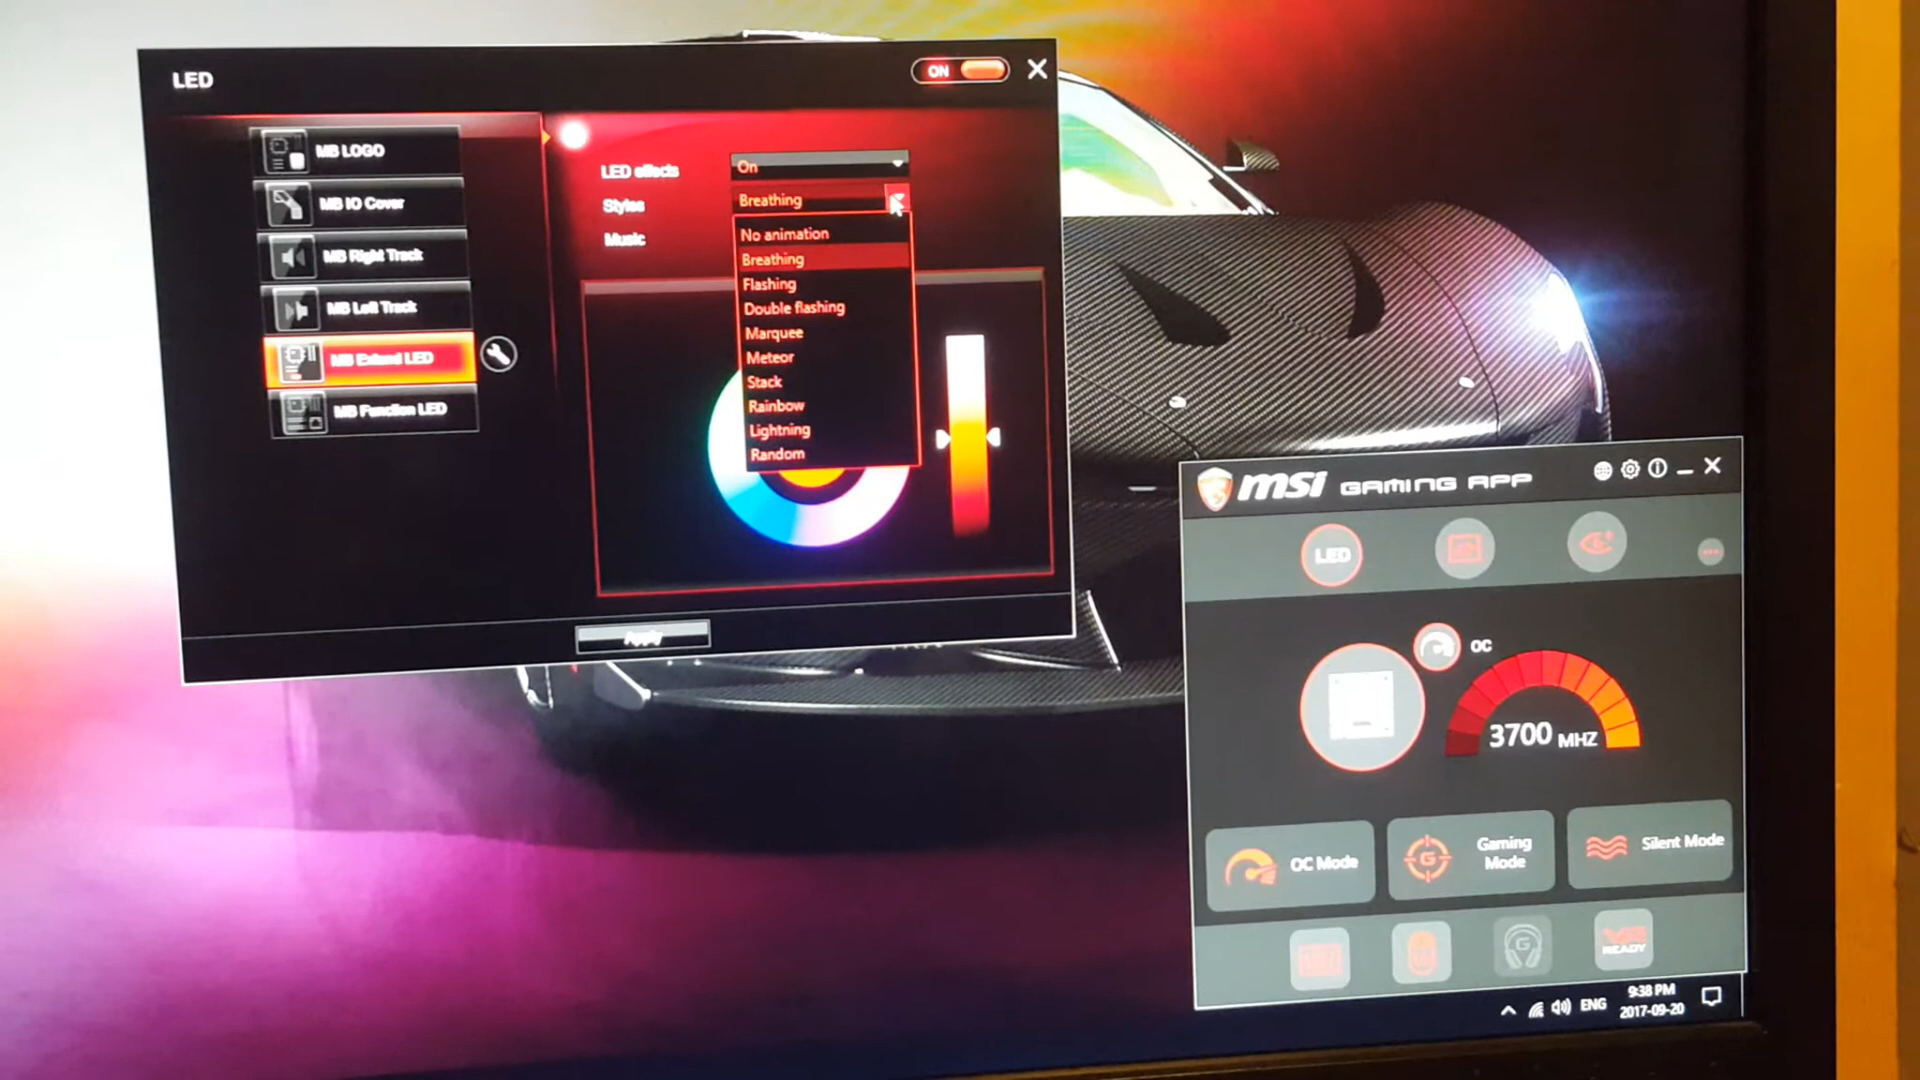 LED
ON
MB LOGO
MB IO Cover
MB Right Track
MB Left Track
MB Extend LED
MB Function LED
LED effects
On
Styles
Breathing
Music
No animation
Breathing
Flashing
Double flashing
Marquee
Meteor
Stack
Rainbow
Lightning
Random
Apply
msi GAMING APP
LED
OC
3700 MHZ
OC Mode
Gaming
Mode
Silent Mode
G
READY
ENG
9:38 PM
2017-09-20